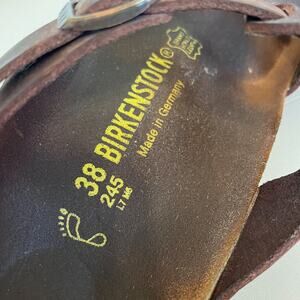 38 BIRKENSTOCK®
245
Made in Germany
L7 M5